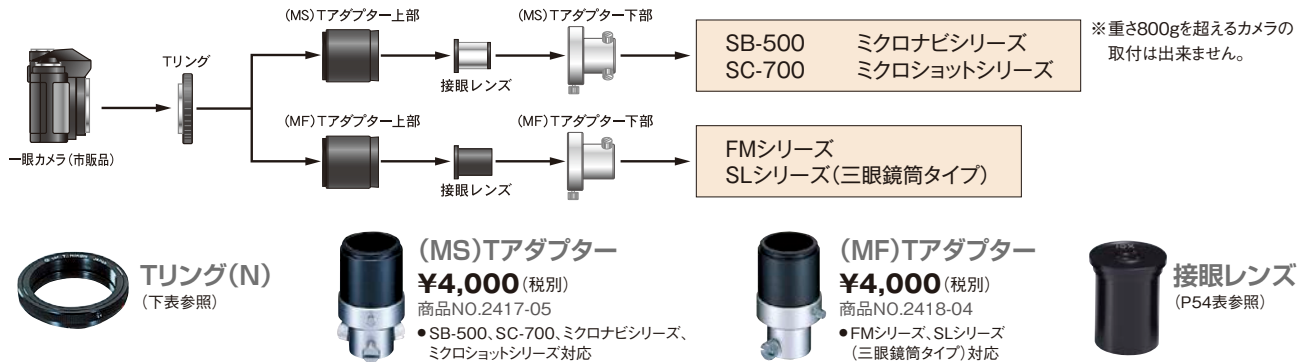 (MS)Tアダプター上部
(MS)Tアダプター下部
Tリング
接眼レンズ
SB-500 ミクロナビシリーズ
SC-700 ミクロショットシリーズ
※重さ800gを超えるカメラの
取付は出来ません。
一眼カメラ(市販品)
(MF)Tアダプター上部
(MF)Tアダプター下部
接眼レンズ
FMシリーズ
SLシリーズ(三眼鏡筒タイプ)
Tリング(N)
(下表参照)
(MS)Tアダプター
¥4,000(税別)
商品NO.2417-05
●SB-500、SC-700、ミクロナビシリーズ、
ミクロショットシリーズ対応
(MF)Tアダプター
¥4,000(税別)
商品NO.2418-04
●FMシリーズ、SLシリーズ
(三眼鏡筒タイプ)対応
接眼レンズ
(P54表参照)